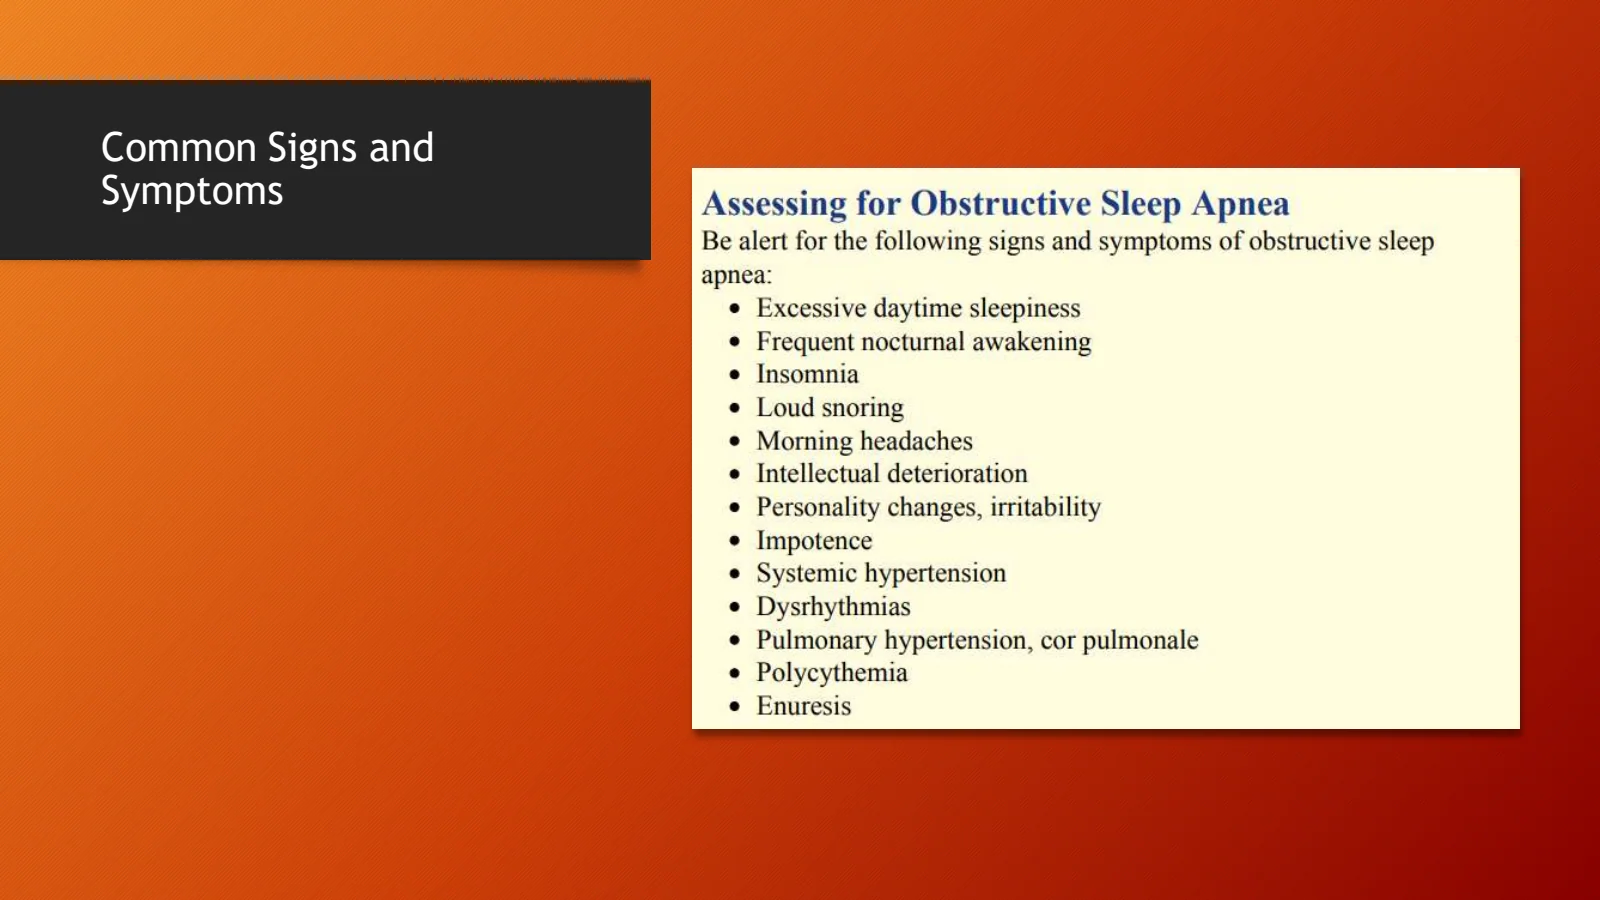 Common Signs and
Symptoms
Assessing for Obstructive Sleep Apnea
Be alert for the following signs and symptoms of obstructive sleep
apnea:
• Excessive daytime sleepiness
• Frequent nocturnal awakening
• Insomnia
• Loud snoring
• Morning headaches
• Intellectual deterioration
• Personality changes, irritability
• Impotence
• Systemic hypertension
• Dysrhythmias
• Pulmonary hypertension, cor pulmonale
• Polycythemia
• Enuresis